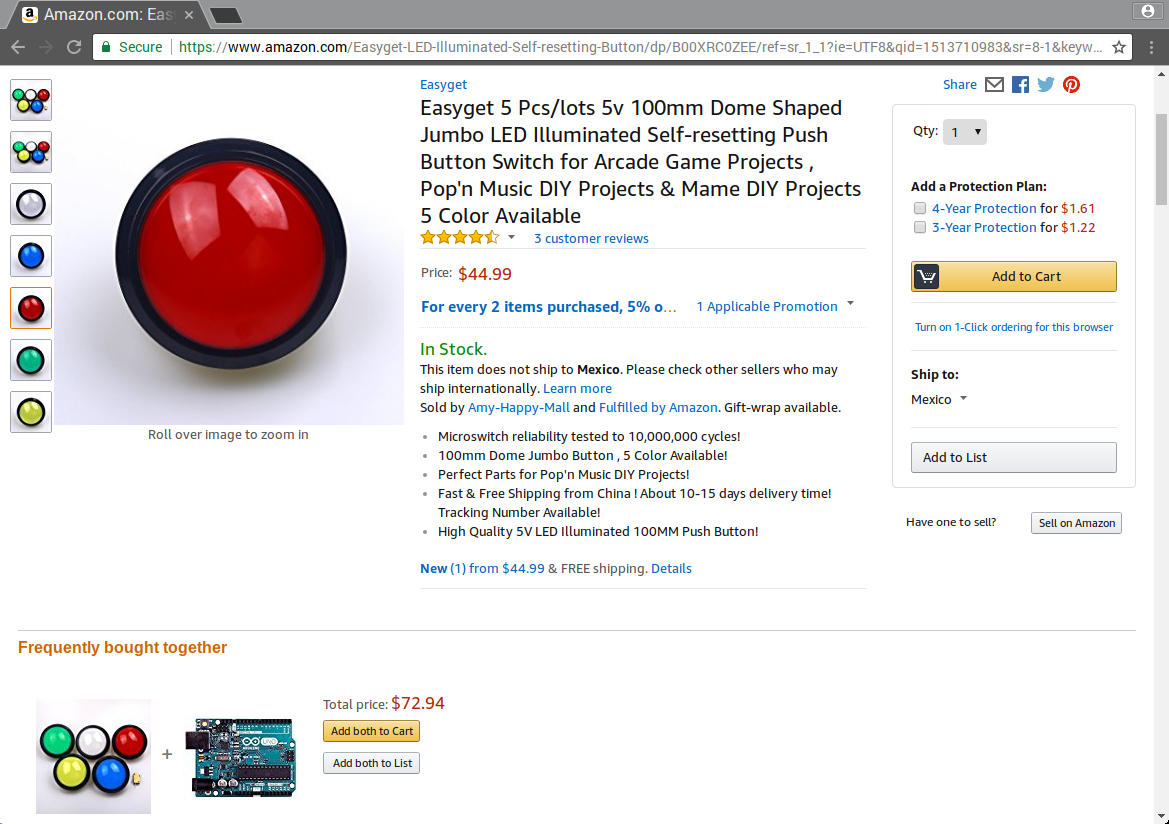 Amazon.com: Eas
Secure https://www.amazon.com/Easyget-LED-Illuminated-Self-resetting-Button/dp/B00XRC0ZEE/ref=sr_1_1?ie=UTF8&qid=1513710983&sr=8-1&keyw...
Easyget
Easyget 5 Pcs/lots 5v 100mm Dome Shaped
Jumbo LED Illuminated Self-resetting Push
Button Switch for Arcade Game Projects ,
Pop'n Music DIY Projects & Mame DIY Projects
5 Color Available
3 customer reviews
Price: $44.99
For every 2 items purchased, 5% o... 1 Applicable Promotion
In Stock.
This item does not ship to Mexico. Please check other sellers who may
ship internationally. Learn more
Sold by Amy-Happy-Mall and Fulfilled by Amazon. Gift-wrap available.
Roll over image to zoom in
• Microswitch reliability tested to 10,000,000 cycles!
• 100mm Dome Jumbo Button , 5 Color Available!
• Perfect Parts for Pop'n Music DIY Projects!
• Fast & Free Shipping from China ! About 10-15 days delivery time!
Tracking Number Available!
• High Quality 5V LED Illuminated 100MM Push Button!
New (1) from $44.99 & FREE shipping. Details
Share
Qty: 1
Add a Protection Plan:
4-Year Protection for $1.61
3-Year Protection for $1.22
Add to Cart
Turn on 1-Click ordering for this browser
Ship to:
Mexico
Add to List
Have one to sell? Sell on Amazon
Frequently bought together
+
Total price: $72.94
Add both to Cart
Add both to List